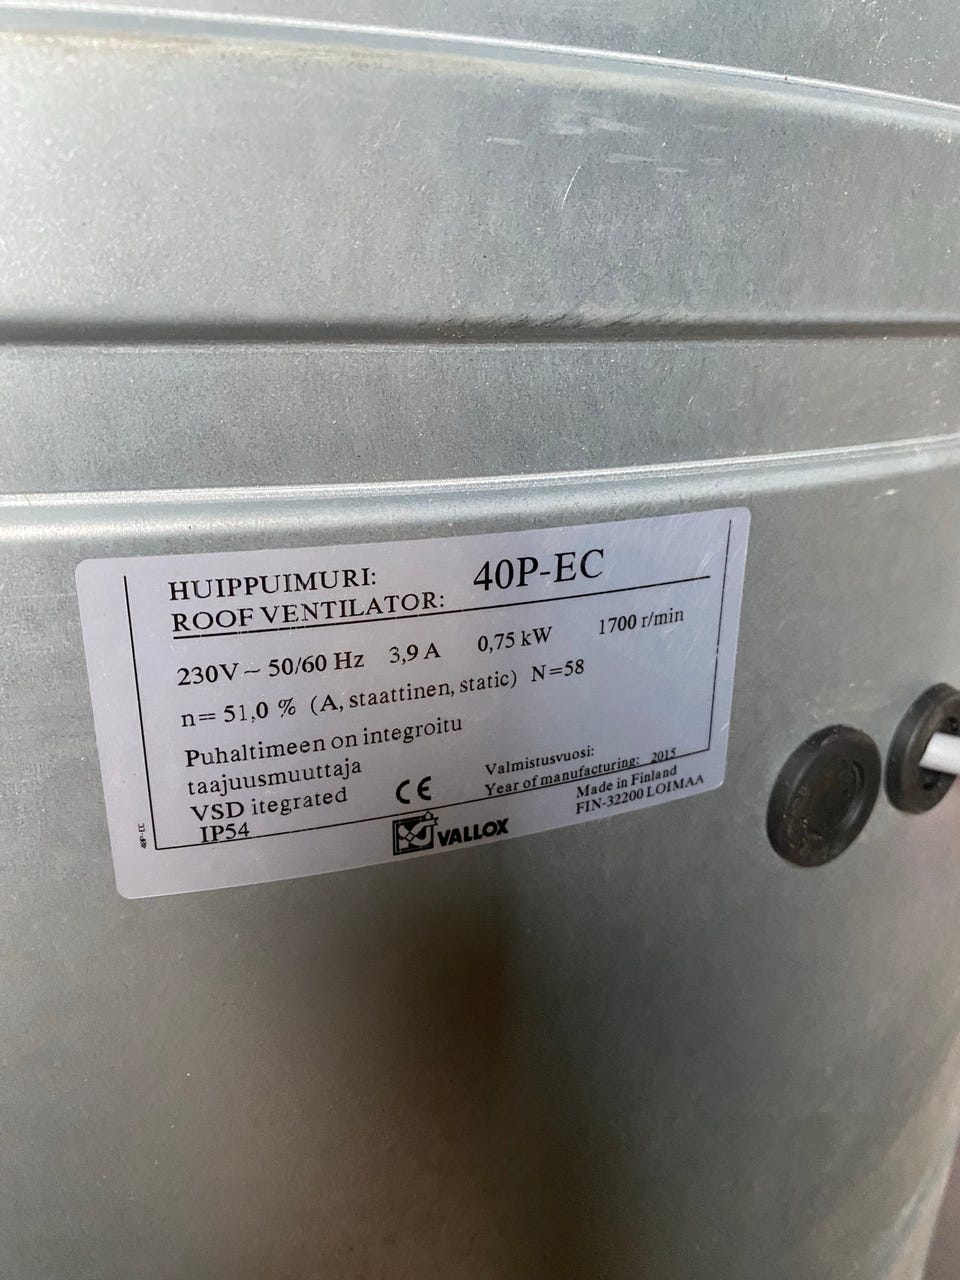 HUIPPUIMURI: 40P-EC
ROOF VENTILATOR:
230V~ 50/60 Hz 3,9 A 0,75 kW 1700 r/min
n= 51,0 % (A, staattinen, static) N=58
Puhaltimeen on integroitu
taajuusmuuttaja
VSD itegrated
IP54
CE
Valmistusvuosi:
Year of manufacturing: 2015
Made in Finland
FIN-32200 LOIMAA
VALLOX
40P-EC